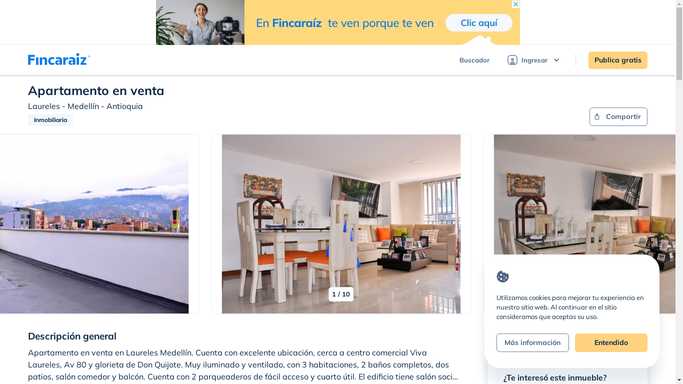 En Fincaraíz te ven porque te ven
Clic aquí
Fincaraíz
Buscador
Ingresar
Publica gratis
Apartamento en venta
Laureles - Medellín - Antioquia
Inmobiliaria
Compartir
1 / 10
Utilizamos cookies para mejorar tu experiencia en
nuestro sitio web. Al continuar en el sitio
consideramos que aceptas su uso.
Más información
Entendido
Descripción general
Apartamento en venta en Laureles Medellín. Cuenta con excelente ubicación, cerca a centro comercial Viva
Laureles, Av 80 y glorieta de Don Quijote. Muy iluminado y ventilado, con 3 habitaciones, 2 baños completos, dos
patios, salón comedor y balcón. Cuenta con 2 parqueaderos de fácil acceso y cuarto útil. El edificio tiene salón soci...
¿Te interesó este inmueble?